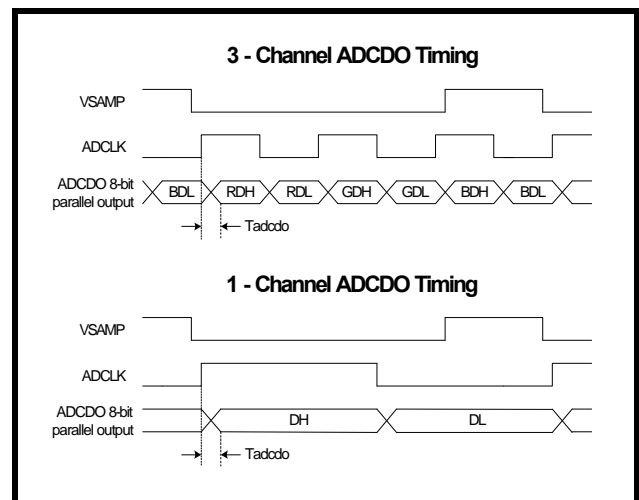 3 - Channel ADCDO Timing
VSAMP
ADCLK
ADCDO 8-bit
parallel output
BDL RDH RDL GDH GDL BDH BDL
Tadcdo
1 - Channel ADCDO Timing
VSAMP
ADCLK
ADCDO 8-bit
parallel output
DH DL
Tadcdo